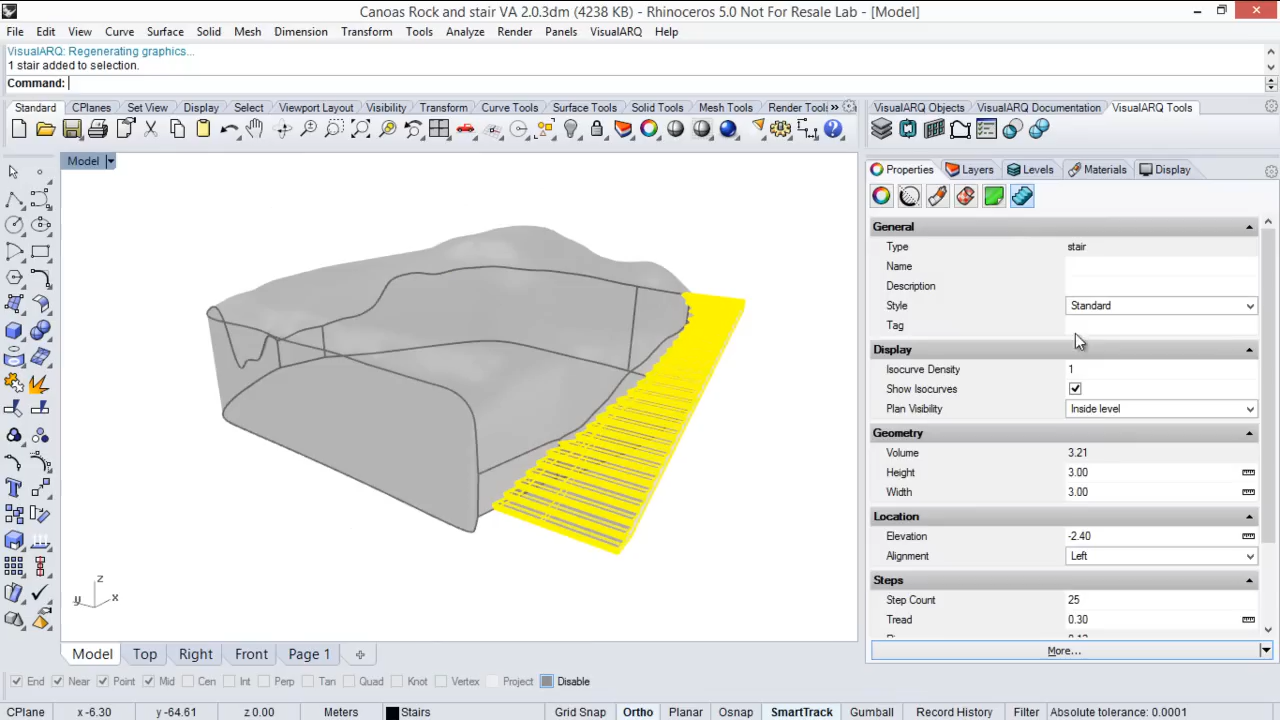 Canoas Rock and stair VA 2.0.3dm (4238 KB) - Rhinoceros 5.0 Not For Resale Lab - [Model]
File Edit View Curve Surface Solid Mesh Dimension Transform Tools Analyze Render Panels VisualARQ Help
VisualARQ: Regenerating graphics...
1 stair added to selection.
Command:
Standard CPlanes Set View Display Select Viewport Layout Visibility Transform Curve Tools Surface Tools Solid Tools Mesh Tools Render Tools »
VisualARQ Objects VisualARQ Documentation VisualARQ Tools
Model
Properties Layers Levels Materials Display
General
Type stair
Name
Description
Style Standard
Tag
Display
Isocurve Density 1
Show Isocurves
Plan Visibility Inside level
Geometry
Volume 3.21
Height 3.00
Width 3.00
Location
Elevation -2.40
Alignment Left
Steps
Step Count 25
Tread 0.30
More...
z
y x
Model Top Right Front Page 1
End Near Point Mid Cen Int Perp Tan Quad Knot Vertex Project Disable
CPlane x -6.30 y -64.61 z 0.00 Meters Stairs Grid Snap Ortho Planar Osnap SmartTrack Gumball Record History Filter Absolute tolerance: 0.0001